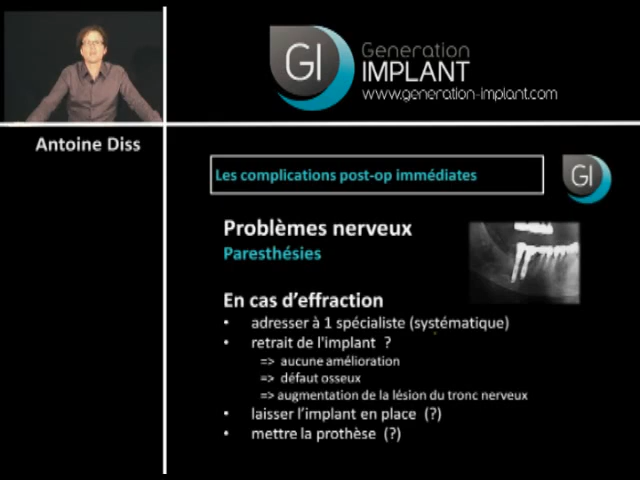 GI
Generation
IMPLANT
www.generation-implant.com
Antoine Diss
Les complications post-op immédiates
GI
Problèmes nerveux
Paresthésies
En cas d'effraction
• adresser à 1 spécialiste (systématique)
• retrait de l'implant ?
=> aucune amélioration
=> défaut osseux
=> augmentation de la lésion du tronc nerveux
• laisser l'implant en place (?)
• mettre la prothèse (?)